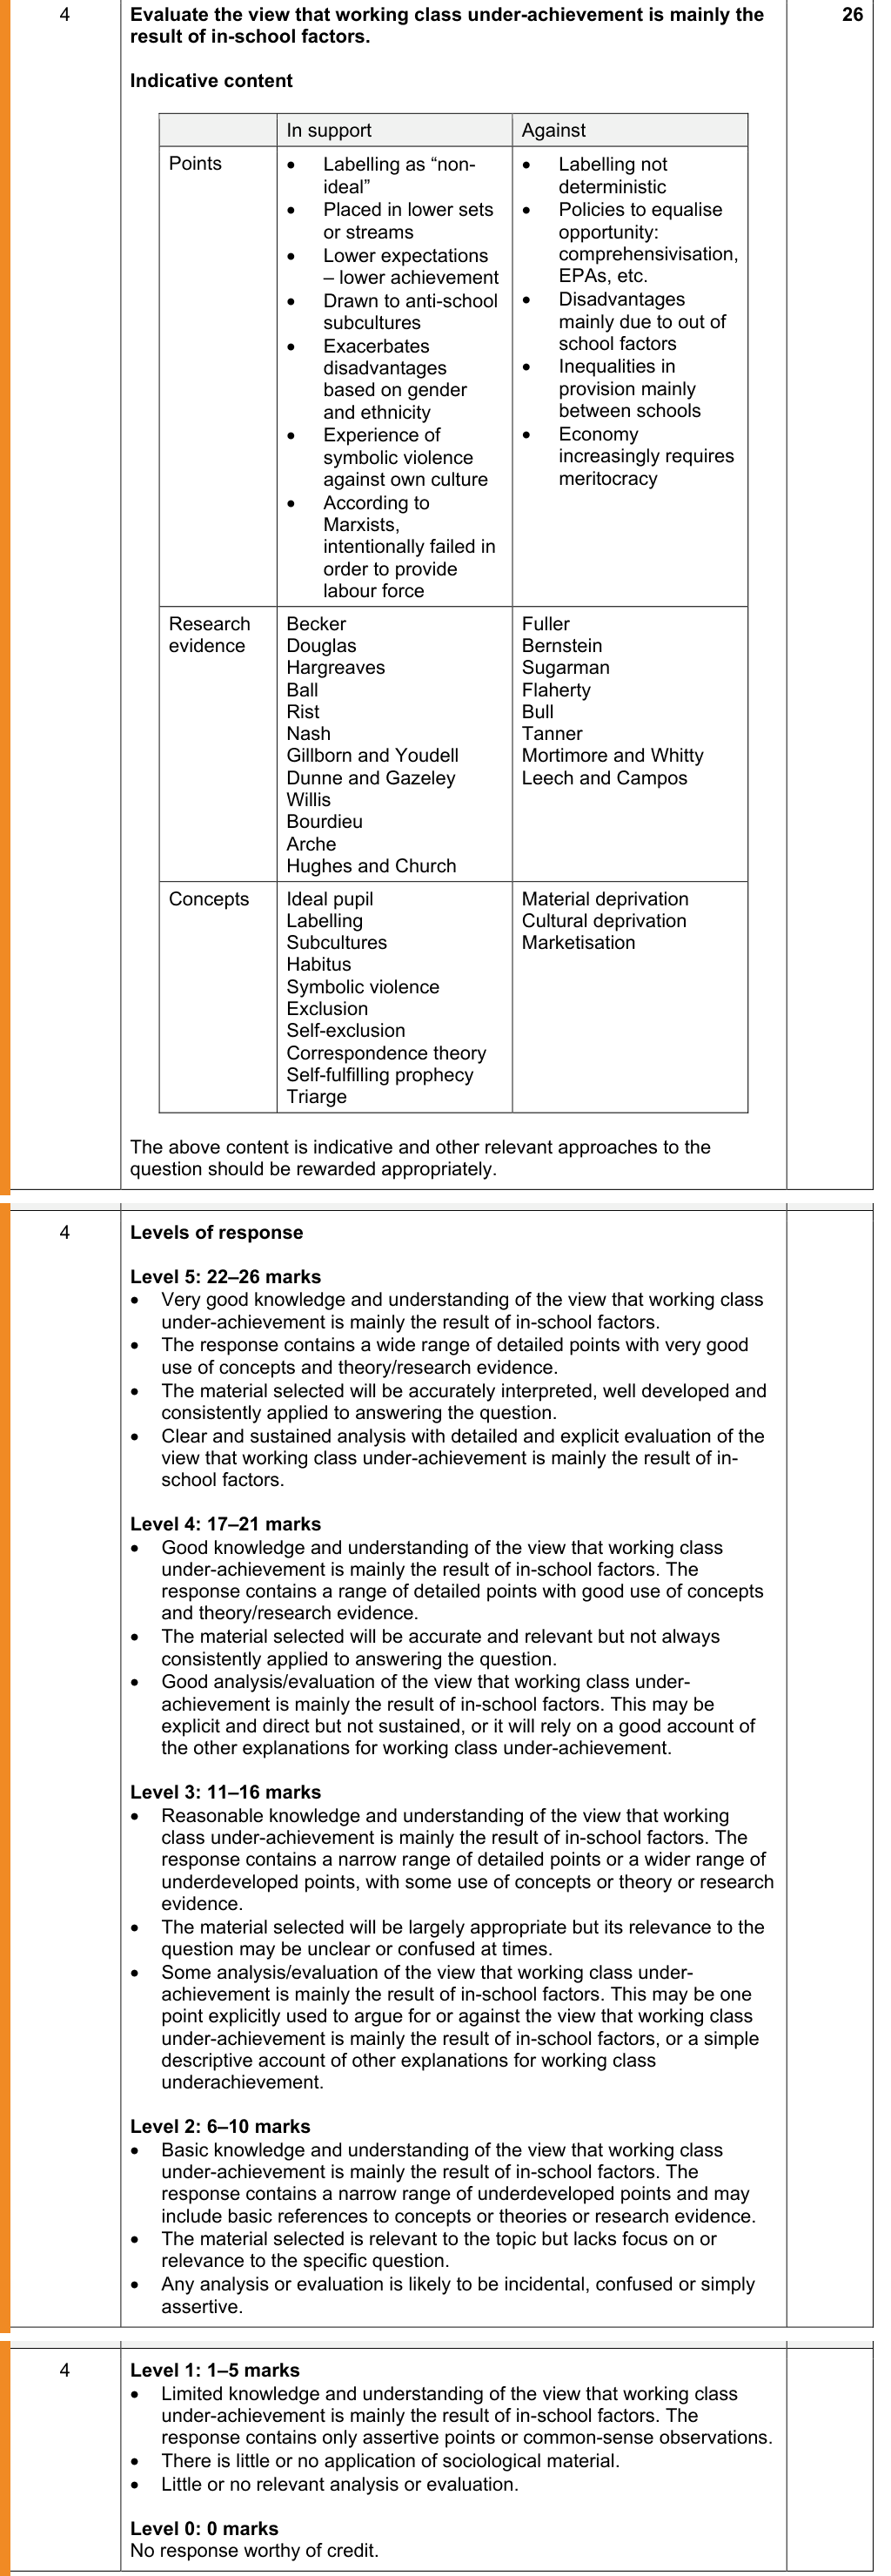 4
Evaluate the view that working class under-achievement is mainly the
result of in-school factors.
26
Indicative content
In support
Against
Points
• Labelling as “non-
ideal”
• Placed in lower sets
or streams
• Lower expectations
– lower achievement
• Drawn to anti-school
subcultures
• Exacerbates
disadvantages
based on gender
and ethnicity
• Experience of
symbolic violence
against own culture
• According to
Marxists,
intentionally failed in
order to provide
labour force
• Labelling not
deterministic
• Policies to equalise
opportunity:
comprehensivisation,
EPAs, etc.
• Disadvantages
mainly due to out of
school factors
• Inequalities in
provision mainly
between schools
• Economy
increasingly requires
meritocracy
Research
evidence
Becker
Douglas
Hargreaves
Ball
Rist
Nash
Gillborn and Youdell
Dunne and Gazeley
Willis
Bourdieu
Arche
Hughes and Church
Fuller
Bernstein
Sugarman
Flaherty
Bull
Tanner
Mortimore and Whitty
Leech and Campos
Concepts
Ideal pupil
Labelling
Subcultures
Habitus
Symbolic violence
Exclusion
Self-exclusion
Correspondence theory
Self-fulfilling prophecy
Triarge
Material deprivation
Cultural deprivation
Marketisation
The above content is indicative and other relevant approaches to the
question should be rewarded appropriately.
4
Levels of response
Level 5: 22–26 marks
• Very good knowledge and understanding of the view that working class
under-achievement is mainly the result of in-school factors.
• The response contains a wide range of detailed points with very good
use of concepts and theory/research evidence.
• The material selected will be accurately interpreted, well developed and
consistently applied to answering the question.
• Clear and sustained analysis with detailed and explicit evaluation of the
view that working class under-achievement is mainly the result of in-
school factors.
Level 4: 17–21 marks
• Good knowledge and understanding of the view that working class
under-achievement is mainly the result of in-school factors. The
response contains a range of detailed points with good use of concepts
and theory/research evidence.
• The material selected will be accurate and relevant but not always
consistently applied to answering the question.
• Good analysis/evaluation of the view that working class under-
achievement is mainly the result of in-school factors. This may be
explicit and direct but not sustained, or it will rely on a good account of
the other explanations for working class under-achievement.
Level 3: 11–16 marks
• Reasonable knowledge and understanding of the view that working
class under-achievement is mainly the result of in-school factors. The
response contains a narrow range of detailed points or a wider range of
underdeveloped points, with some use of concepts or theory or research
evidence.
• The material selected will be largely appropriate but its relevance to the
question may be unclear or confused at times.
• Some analysis/evaluation of the view that working class under-
achievement is mainly the result of in-school factors. This may be one
point explicitly used to argue for or against the view that working class
under-achievement is mainly the result of in-school factors, or a simple
descriptive account of other explanations for working class
underachievement.
Level 2: 6–10 marks
• Basic knowledge and understanding of the view that working class
under-achievement is mainly the result of in-school factors. The
response contains a narrow range of underdeveloped points and may
include basic references to concepts or theories or research evidence.
• The material selected is relevant to the topic but lacks focus on or
relevance to the specific question.
• Any analysis or evaluation is likely to be incidental, confused or simply
assertive.
4
Level 1: 1–5 marks
• Limited knowledge and understanding of the view that working class
under-achievement is mainly the result of in-school factors. The
response contains only assertive points or common-sense observations.
• There is little or no application of sociological material.
• Little or no relevant analysis or evaluation.
Level 0: 0 marks
No response worthy of credit.